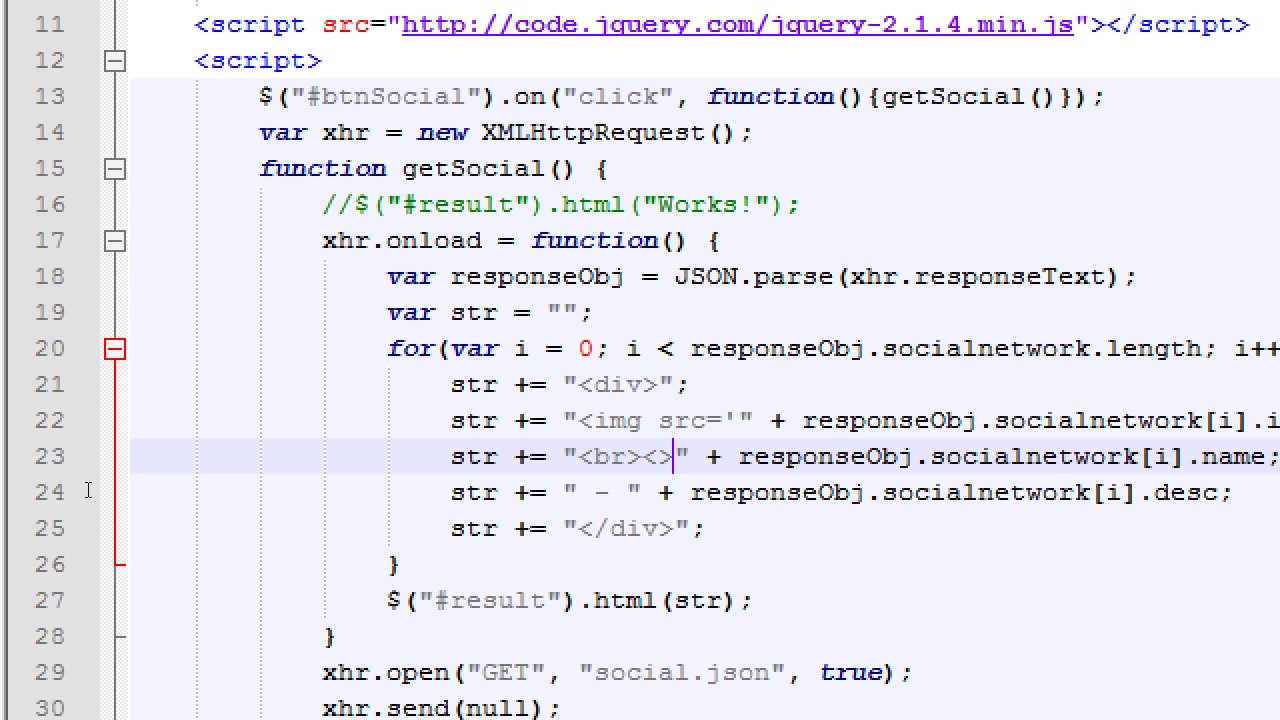 11 <script src="http://code.jquery.com/jquery-2.1.4.min.js"></script>
12 <script>
13 $("#btnSocial").on("click", function(){getSocial()});
14 var xhr = new XMLHttpRequest();
15 function getSocial() {
16 //$("#result").html("Works!");
17 xhr.onload = function() {
18 var responseObj = JSON.parse(xhr.responseText);
19 var str = "";
20 for(var i = 0; i < responseObj.socialnetwork.length; i++
21 str += "<div>";
22 str += "<img src='" + responseObj.socialnetwork[i].i
23 str += "<br><>" + responseObj.socialnetwork[i].name;
24 str += " - " + responseObj.socialnetwork[i].desc;
25 str += "</div>";
26 }
27 $("#result").html(str);
28 }
29 xhr.open("GET", "social.json", true);
30 xhr.send(null);